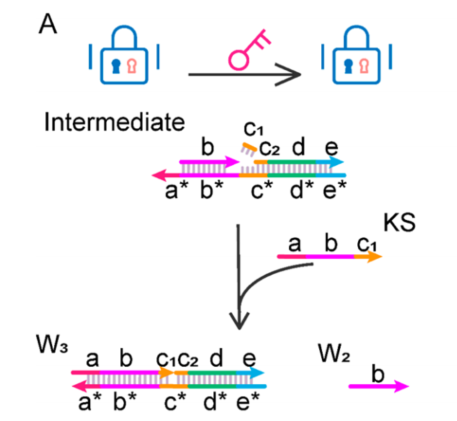 A
Intermediate
c₁
b c₂ d e
a* b* c* d* e*
KS
a b c₁
W₃
a b c₁c₂ d e
a* b* c* d* e*
W₂
b